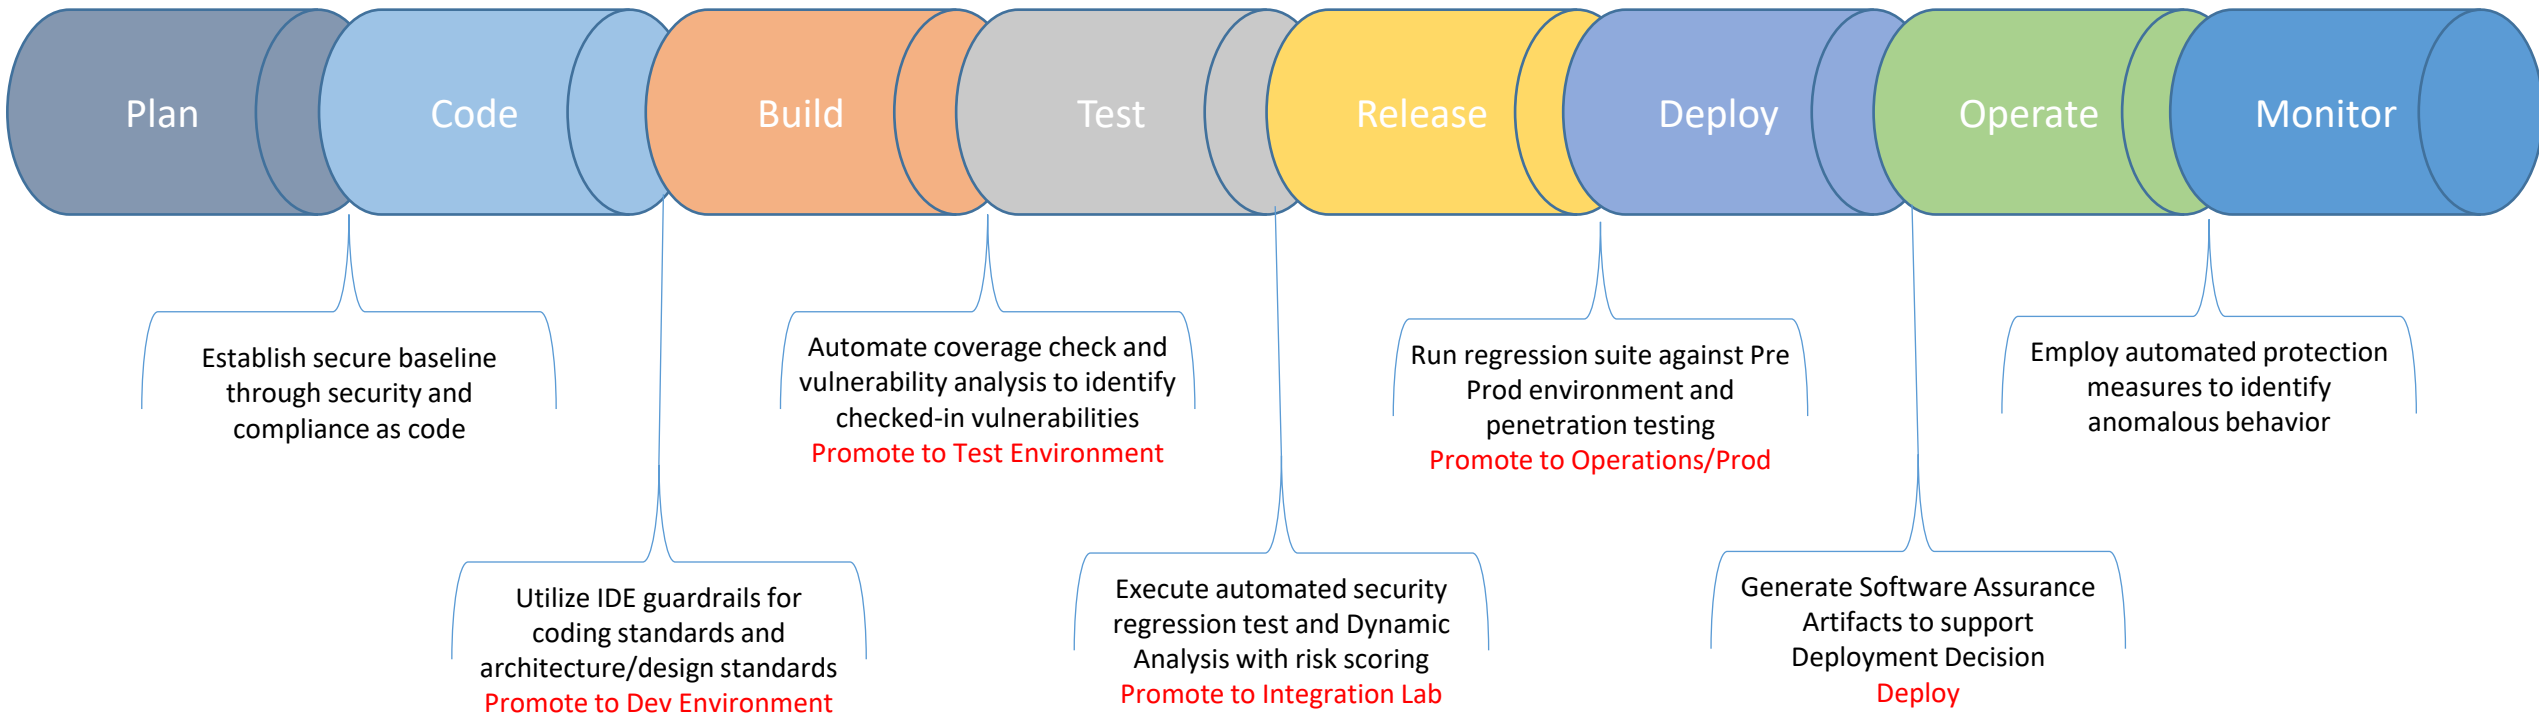 Plan
Code
Build
Test
Release
Deploy
Operate
Monitor
Establish secure baseline
through security and
compliance as code
Utilize IDE guardrails for
coding standards and
architecture/design standards
Promote to Dev Environment
Automate coverage check and
vulnerability analysis to identify
checked-in vulnerabilities
Promote to Test Environment
Execute automated security
regression test and Dynamic
Analysis with risk scoring
Promote to Integration Lab
Run regression suite against Pre
Prod environment and
penetration testing
Promote to Operations/Prod
Generate Software Assurance
Artifacts to support
Deployment Decision
Deploy
Employ automated protection
measures to identify
anomalous behavior